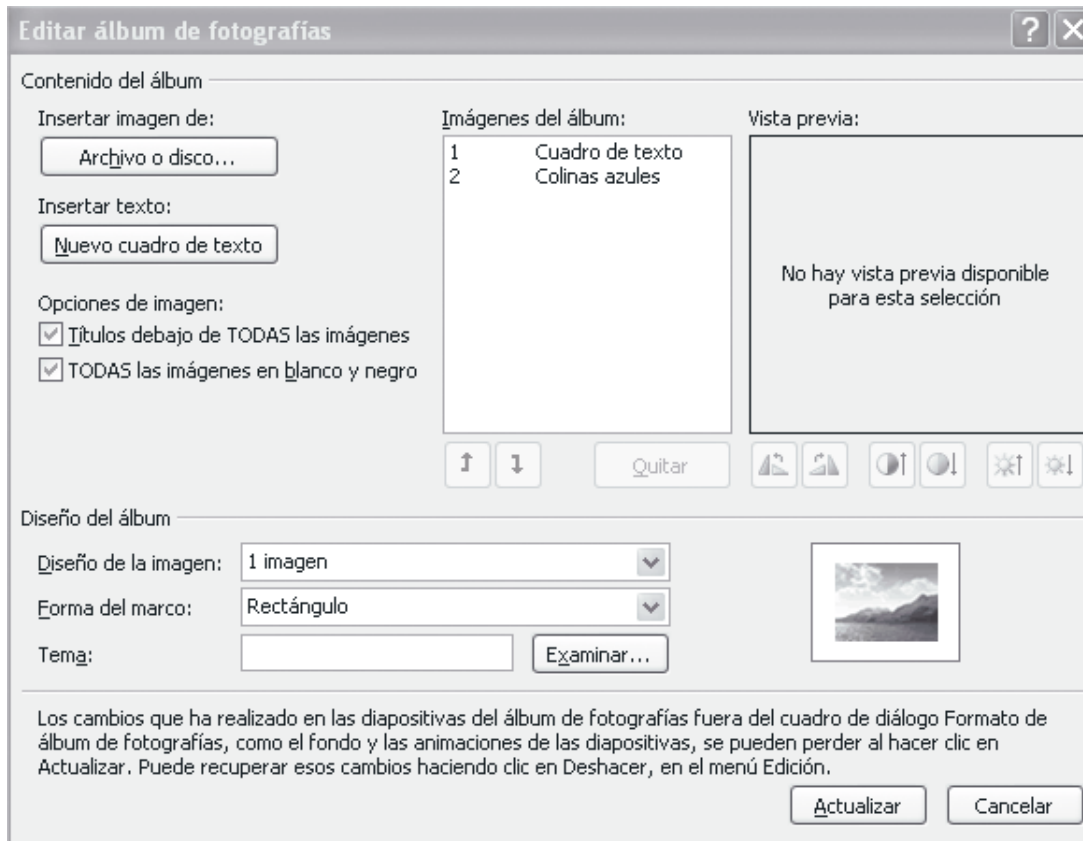 Editar álbum de fotografías
Contenido del álbum
Insertar imagen de:
Archivo o disco...
Insertar texto:
Nuevo cuadro de texto
Opciones de imagen:
Títulos debajo de TODAS las imágenes
TODAS las imágenes en blanco y negro
Imágenes del álbum:
1 Cuadro de texto
2 Colinas azules
Quitar
Vista previa:
No hay vista previa disponible
para esta selección
Diseño del álbum
Diseño de la imagen: 1 imagen
Forma del marco: Rectángulo
Tema: Examinar...
Los cambios que ha realizado en las diapositivas del álbum de fotografías fuera del cuadro de diálogo Formato de
álbum de fotografías, como el fondo y las animaciones de las diapositivas, se pueden perder al hacer clic en
Actualizar. Puede recuperar esos cambios haciendo clic en Deshacer, en el menú Edición.
Actualizar Cancelar